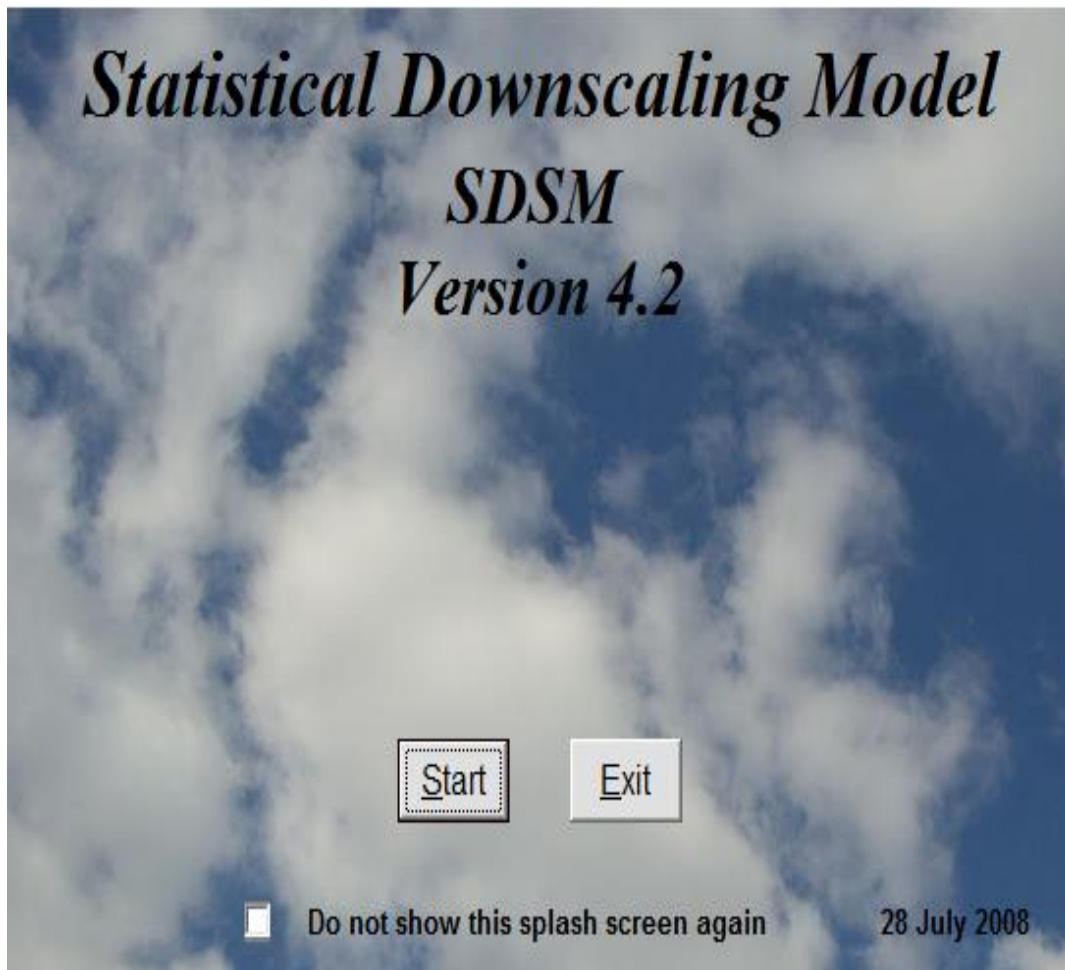 Statistical Downscaling Model
SDSM
Version 4.2
Start Exit
Do not show this splash screen again 28 July 2008